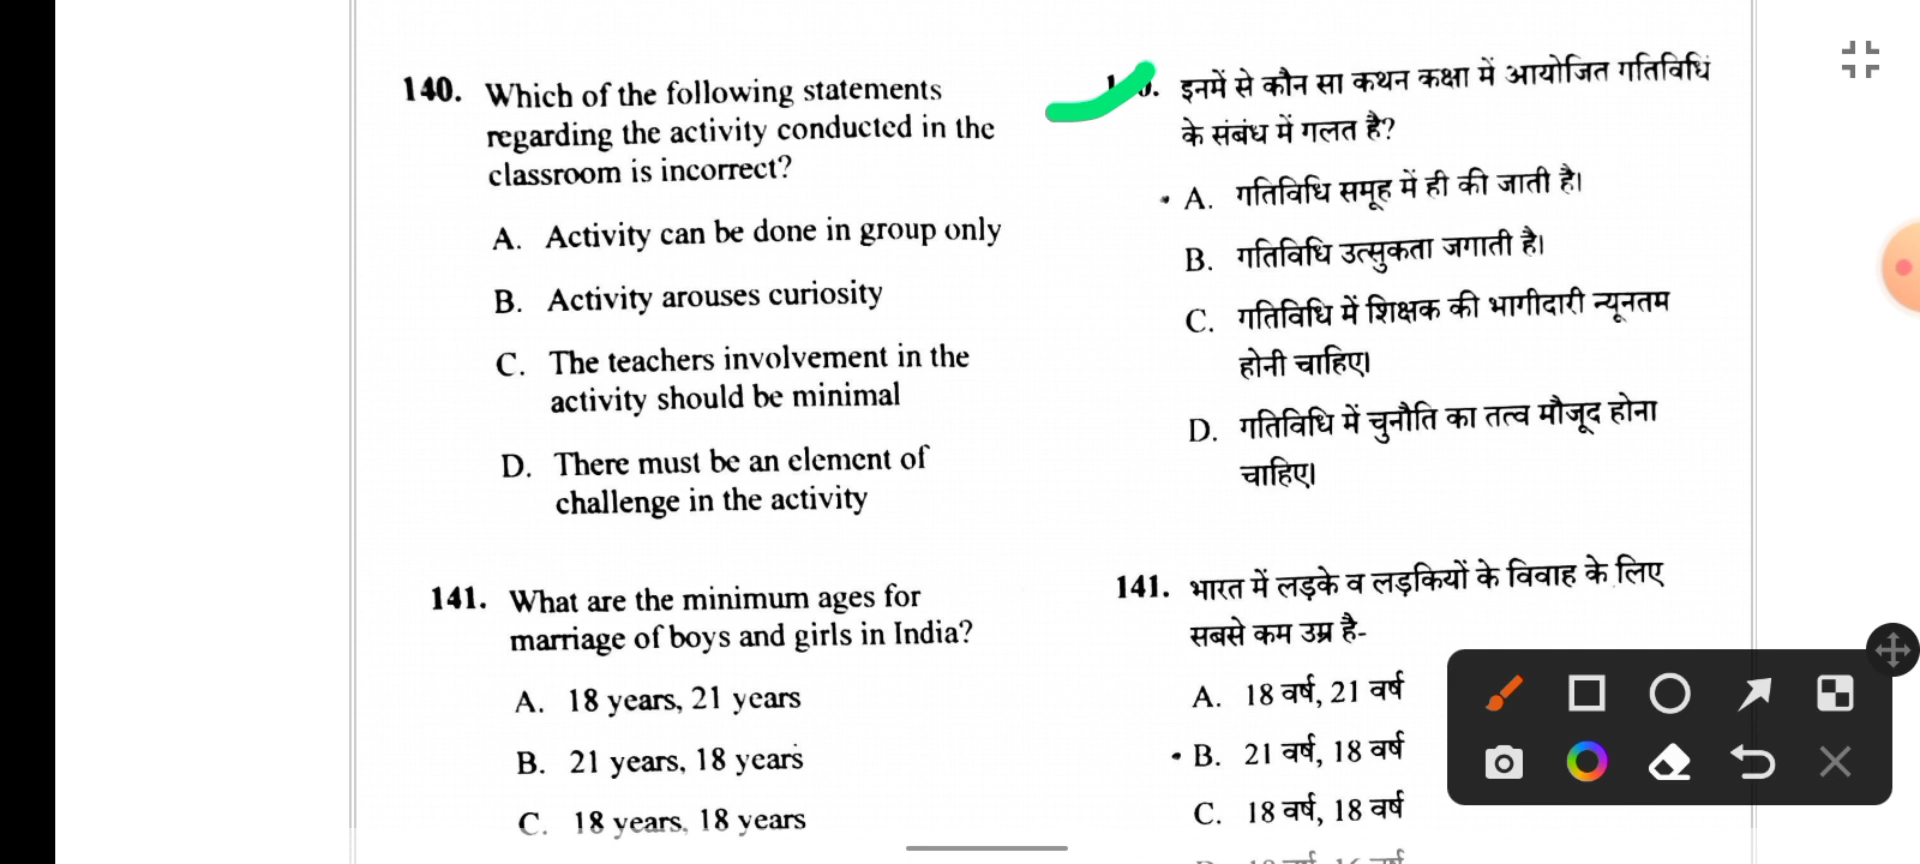 140. Which of the following statements
regarding the activity conducted in the
classroom is incorrect?
A. Activity can be done in group only
B. Activity arouses curiosity
C. The teachers involvement in the
activity should be minimal
D. There must be an element of
challenge in the activity
141. What are the minimum ages for
marriage of boys and girls in India?
A. 18 years, 21 years
B. 21 years, 18 years
C. 18 years, 18 years
इनमें से कौन सा कथन कक्षा में आयोजित गतिविधि
के संबंध में गलत है?
A. गतिविधि समूह में ही की जाती है।
B. गतिविधि उत्सुकता जगाती है।
C. गतिविधि में शिक्षक की भागीदारी न्यूनतम
होनी चाहिए।
D. गतिविधि में चुनौति का तत्व मौजूद होना
चाहिए।
141. भारत में लड़के व लड़कियों के विवाह के लिए
सबसे कम उम्र है-
A. 18 वर्ष, 21 वर्ष
B. 21 वर्ष, 18 वर्ष
C. 18 वर्ष, 18 वर्ष